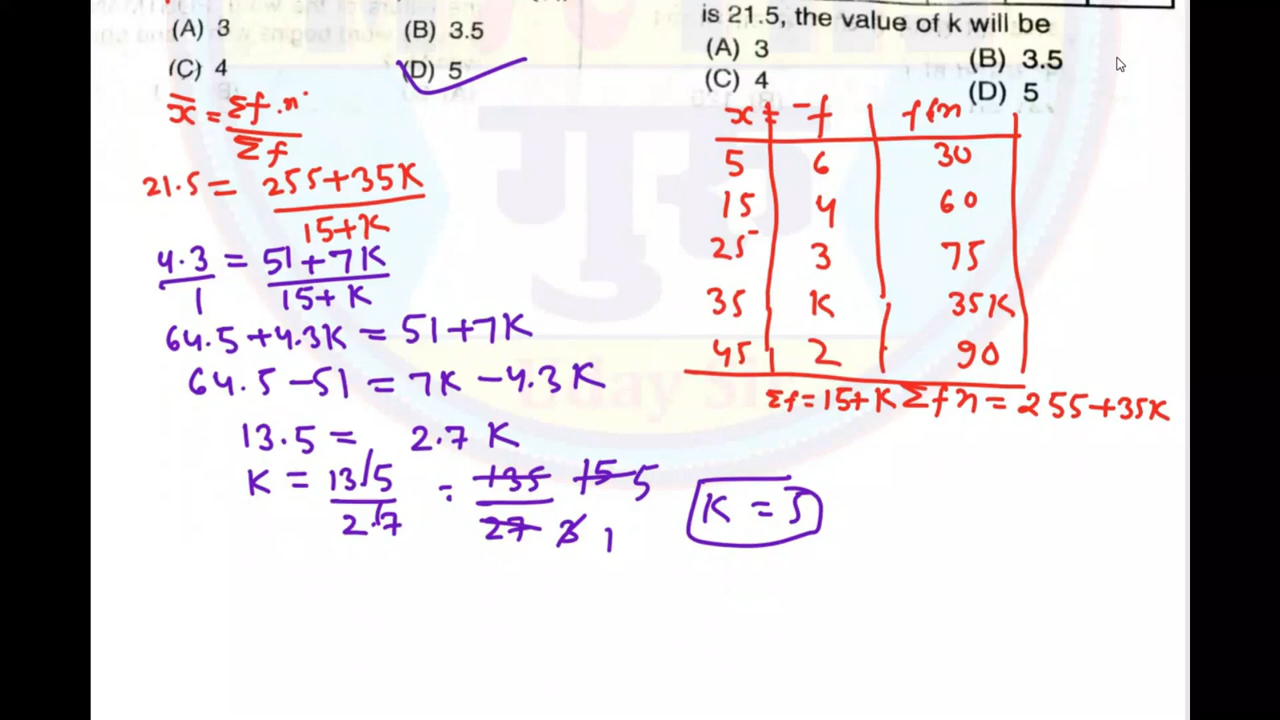 (A) 3 (B) 3.5
(C) 4 (D) 5
x̄ = Σf.x
Σf
21.5 = 255+35K
15+K
4.3 = 51+7K
1 15+K
64.5+4.3K = 51+7K
64.5-51 = 7K-4.3K
13.5 = 2.7 K
K = 13.5 = 135 15 5
2.7 27 3 1
K = 5
is 21.5, the value of k will be
(A) 3 (B) 3.5
(C) 4 (D) 5
x f fx
5 6 30
15 4 60
25 3 75
35 K 35K
45 2 90
Σf=15+K Σfx = 255+35K
गुरु
Uday Sir